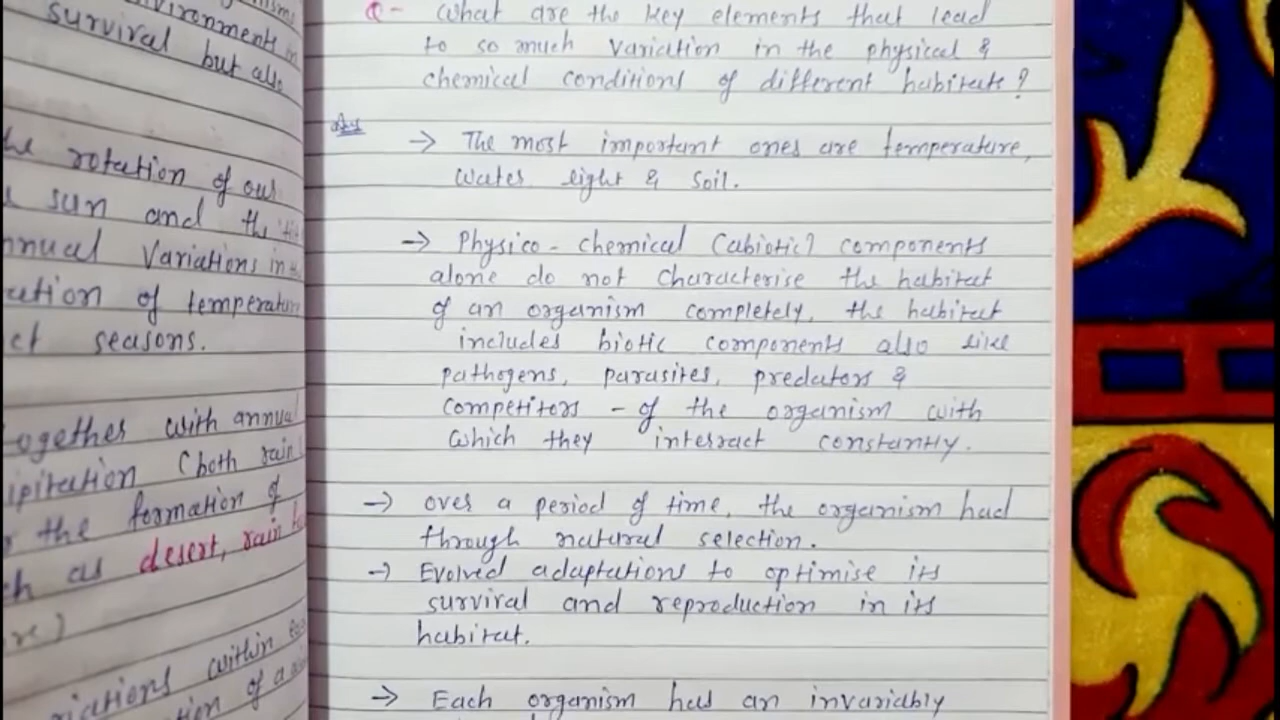 survival but also
the rotation of our
sun and the
annual variations in
of temperature
seasons.
together with annual
(both rain
the formation of
as desert, rain
within
of a
Q- What are the key elements that lead
to so much variation in the physical &
chemical conditions of different habitats?
Ans
→ The most important ones are temperature,
water light & soil.
→ Physico - chemical (abiotic) components
alone do not characterise the habitat
of an organism completely, the habitat
includes biotic components also like
pathogens, parasites, predators &
competitors - of the organism with
which they interract constantly.
→ over a period of time, the organism had
through natural selection.
→ Evolved adaptations to optimise its
survival and reproduction in its
habitat.
→ Each organism has an invariably